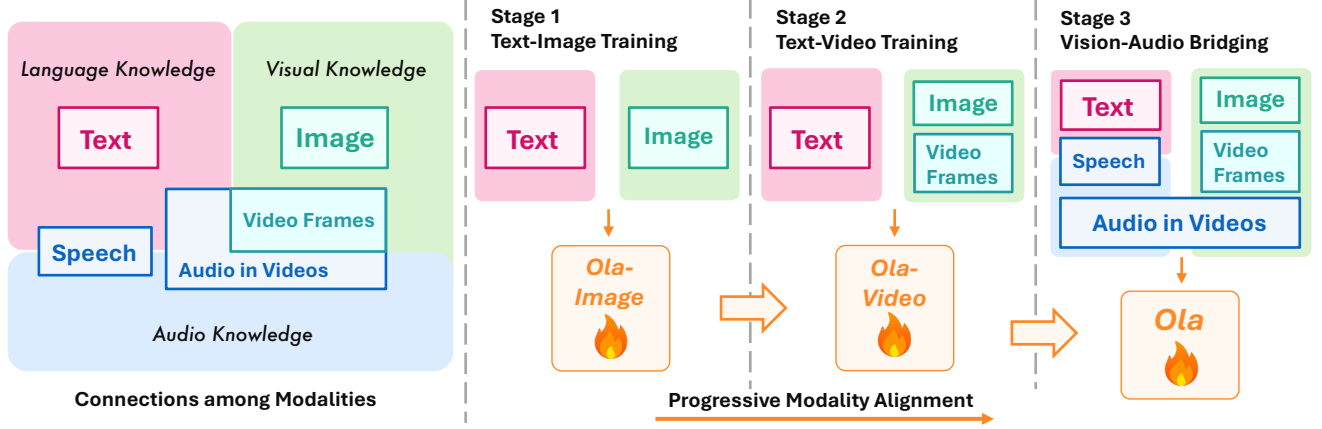 Language Knowledge
Visual Knowledge
Text
Image
Video Frames
Speech
Audio in Videos
Audio Knowledge
Connections among Modalities
Stage 1
Text-Image Training
Text
Image
Ola-
Image
Stage 2
Text-Video Training
Text
Image
Video
Frames
Ola-
Video
Stage 3
Vision-Audio Bridging
Text
Image
Speech
Video
Frames
Audio in Videos
Ola
Progressive Modality Alignment